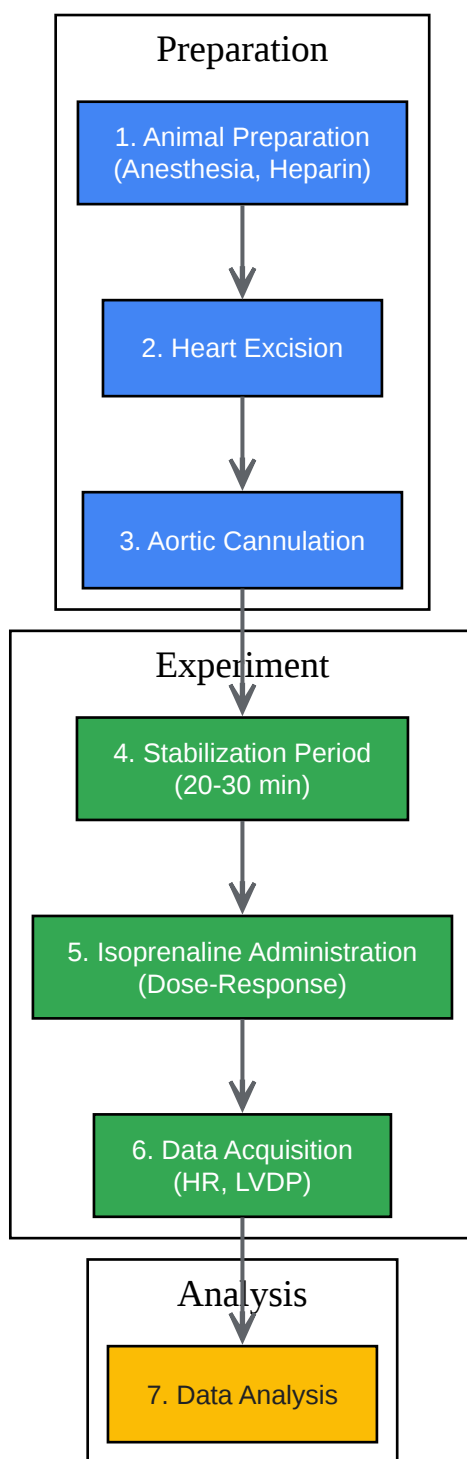 Preparation
1. Animal Preparation
(Anesthesia, Heparin)
2. Heart Excision
3. Aortic Cannulation
Experiment
4. Stabilization Period
(20-30 min)
5. Isoprenaline Administration
(Dose-Response)
6. Data Acquisition
(HR, LVDP)
Analysis
7. Data Analysis